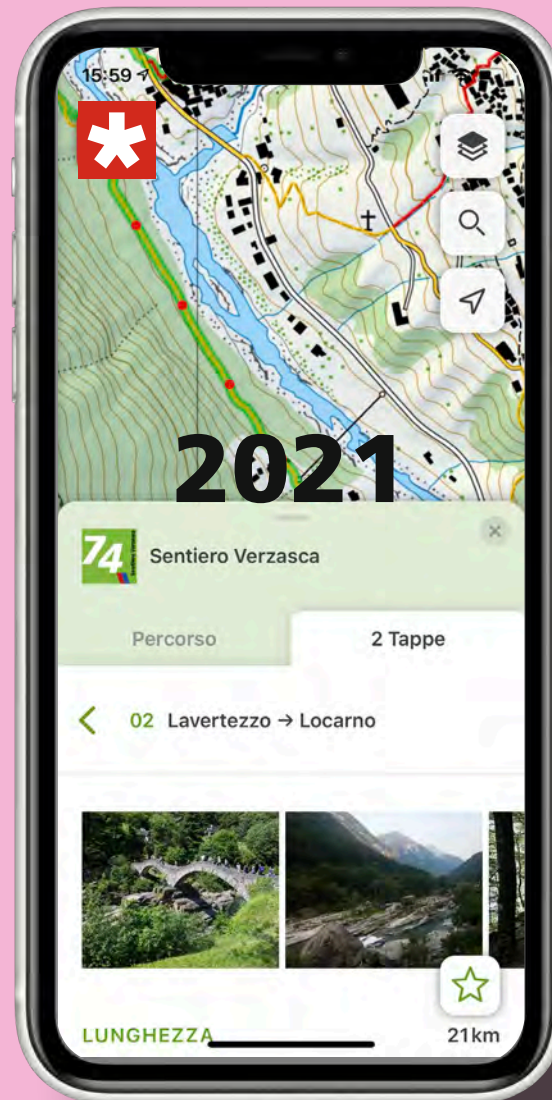 15:59
2021
74
Sentiero Verzasca
Percorso
2 Tappe
02 Lavertezzo → Locarno
LUNGHEZZA
21km